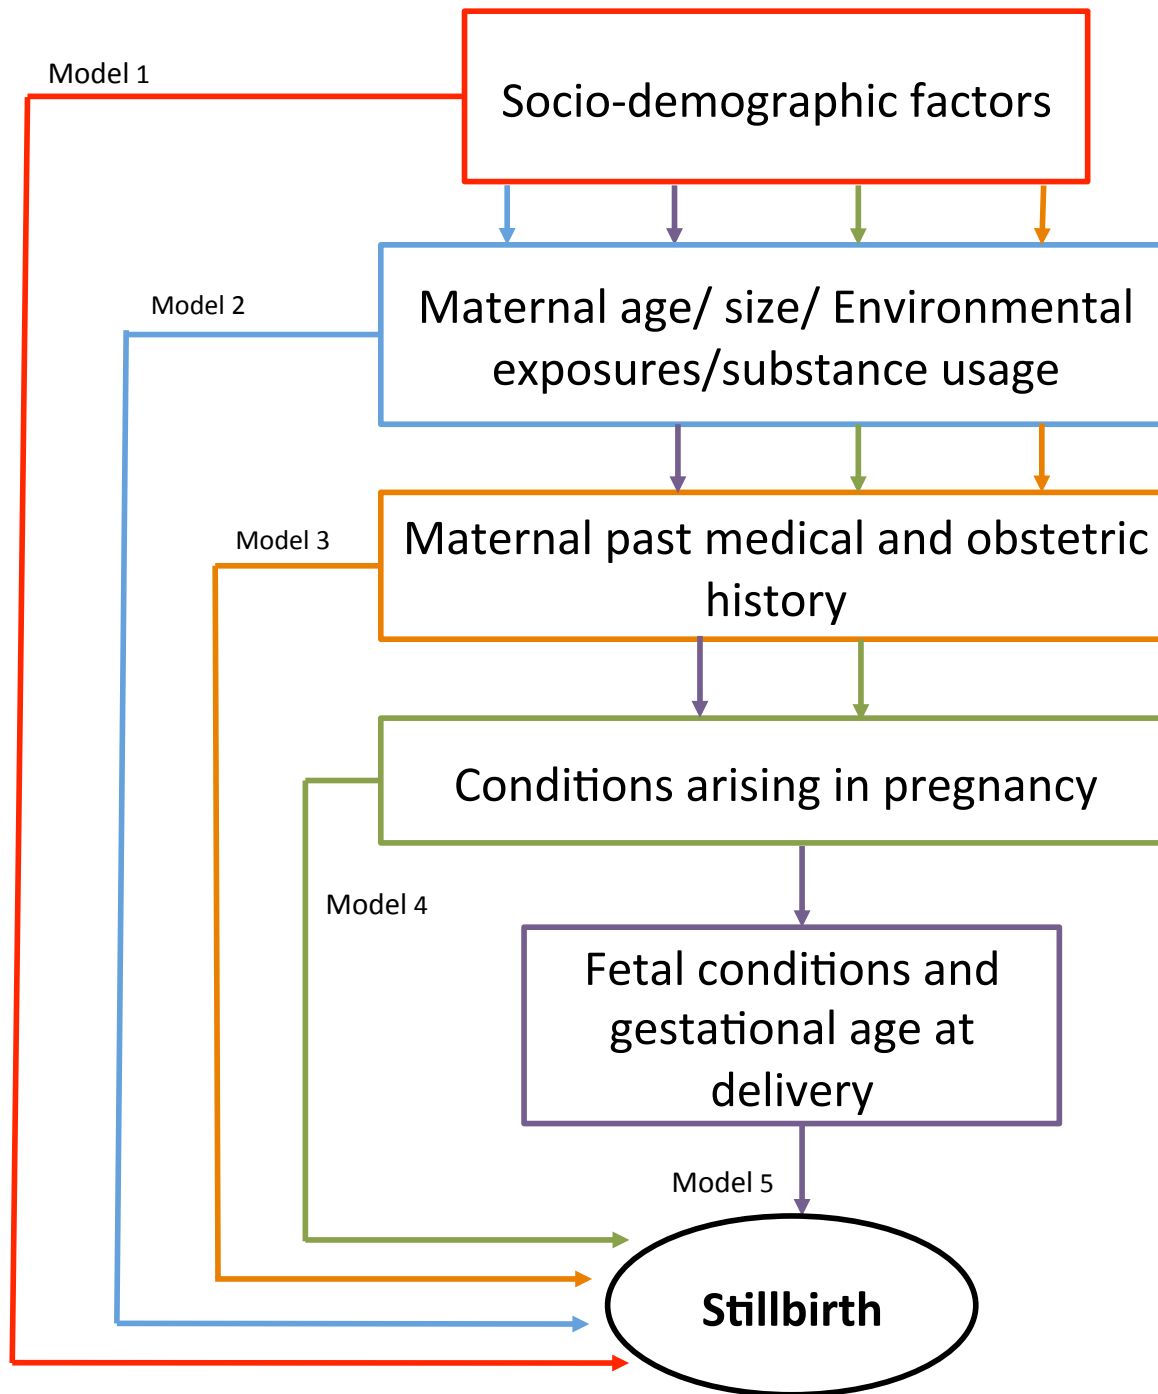 Model 1
Socio-demographic factors
Model 2
Maternal age/ size/ Environmental
exposures/substance usage
Model 3
Maternal past medical and obstetric
history
Conditions arising in pregnancy
Model 4
Fetal conditions and
gestational age at
delivery
Model 5
Stillbirth